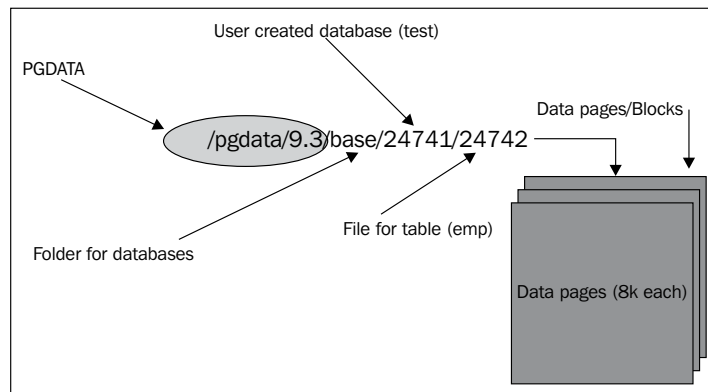 User created database (test)
PGDATA
Data pages/Blocks
/pgdata/9.3/base/24741/24742
Folder for databases
File for table (emp)
Data pages (8k each)